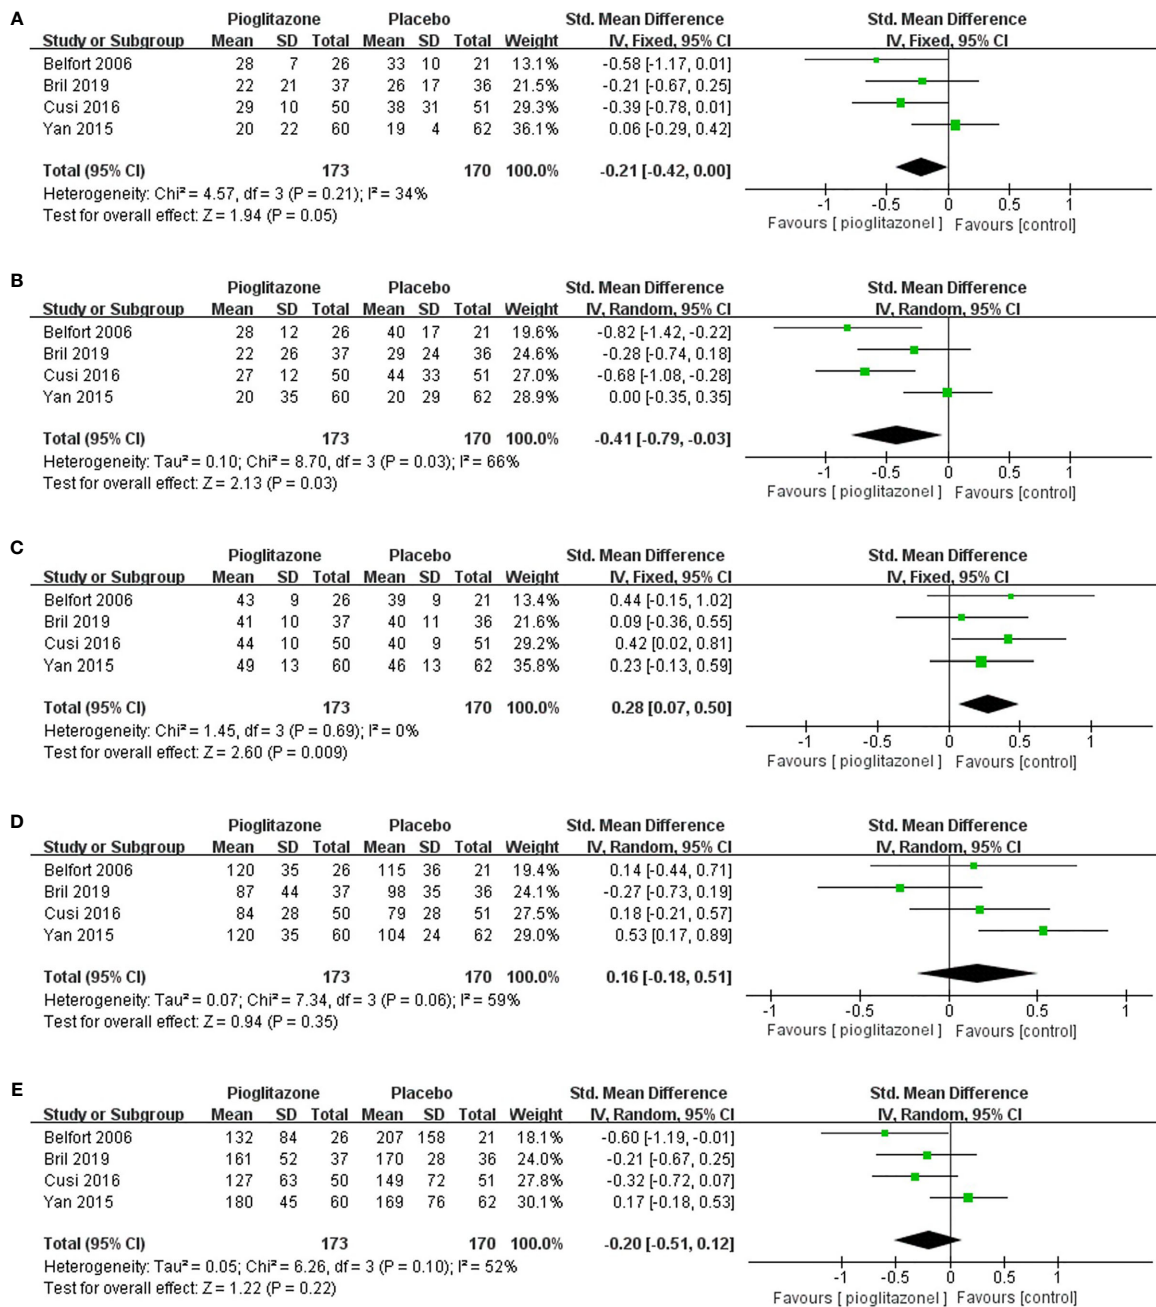 A
Pioglitazone Placebo Std. Mean Difference Std. Mean Difference
Study or Subgroup Mean SD Total Mean SD Total Weight IV, Fixed, 95% CI IV, Fixed, 95% CI
Belfort 2006 28 7 26 33 10 21 13.1% -0.58 [-1.17, 0.01]
Bril 2019 22 21 37 26 17 36 21.5% -0.21 [-0.67, 0.25]
Cusi 2016 29 10 50 38 31 51 29.3% -0.39 [-0.78, 0.01]
Yan 2015 20 22 60 19 4 62 36.1% 0.06 [-0.29, 0.42]
Total (95% CI) 173 170 100.0% -0.21 [-0.42, 0.00]
Heterogeneity: Chi² = 4.57, df = 3 (P = 0.21); I² = 34%
Test for overall effect: Z = 1.94 (P = 0.05)
-1 -0.5 0 0.5 1
Favours [ pioglitazonel ] Favours [control]
B
Pioglitazone Placebo Std. Mean Difference Std. Mean Difference
Study or Subgroup Mean SD Total Mean SD Total Weight IV, Random, 95% CI IV, Random, 95% CI
Belfort 2006 28 12 26 40 17 21 19.6% -0.82 [-1.42, -0.22]
Bril 2019 22 26 37 29 24 36 24.6% -0.28 [-0.74, 0.18]
Cusi 2016 27 12 50 44 33 51 27.0% -0.68 [-1.08, -0.28]
Yan 2015 20 35 60 20 29 62 28.9% 0.00 [-0.35, 0.35]
Total (95% CI) 173 170 100.0% -0.41 [-0.79, -0.03]
Heterogeneity: Tau² = 0.10; Chi² = 8.70, df = 3 (P = 0.03); I² = 66%
Test for overall effect: Z = 2.13 (P = 0.03)
-1 -0.5 0 0.5 1
Favours [ pioglitazonel ] Favours [control]
C
Pioglitazone Placebo Std. Mean Difference Std. Mean Difference
Study or Subgroup Mean SD Total Mean SD Total Weight IV, Fixed, 95% CI IV, Fixed, 95% CI
Belfort 2006 43 9 26 39 9 21 13.4% 0.44 [-0.15, 1.02]
Bril 2019 41 10 37 40 11 36 21.6% 0.09 [-0.36, 0.55]
Cusi 2016 44 10 50 40 9 51 29.2% 0.42 [0.02, 0.81]
Yan 2015 49 13 60 46 13 62 35.8% 0.23 [-0.13, 0.59]
Total (95% CI) 173 170 100.0% 0.28 [0.07, 0.50]
Heterogeneity: Chi² = 1.45, df = 3 (P = 0.69); I² = 0%
Test for overall effect: Z = 2.60 (P = 0.009)
-1 -0.5 0 0.5 1
Favours [ pioglitazonel ] Favours [control]
D
Pioglitazone Placebo Std. Mean Difference Std. Mean Difference
Study or Subgroup Mean SD Total Mean SD Total Weight IV, Random, 95% CI IV, Random, 95% CI
Belfort 2006 120 35 26 115 36 21 19.4% 0.14 [-0.44, 0.71]
Bril 2019 87 44 37 98 35 36 24.1% -0.27 [-0.73, 0.19]
Cusi 2016 84 28 50 79 28 51 27.5% 0.18 [-0.21, 0.57]
Yan 2015 120 35 60 104 24 62 29.0% 0.53 [0.17, 0.89]
Total (95% CI) 173 170 100.0% 0.16 [-0.18, 0.51]
Heterogeneity: Tau² = 0.07; Chi² = 7.34, df = 3 (P = 0.06); I² = 59%
Test for overall effect: Z = 0.94 (P = 0.35)
-1 -0.5 0 0.5 1
Favours [ pioglitazonel ] Favours [control]
E
Pioglitazone Placebo Std. Mean Difference Std. Mean Difference
Study or Subgroup Mean SD Total Mean SD Total Weight IV, Random, 95% CI IV, Random, 95% CI
Belfort 2006 132 84 26 207 158 21 18.1% -0.60 [-1.19, -0.01]
Bril 2019 161 52 37 170 28 36 24.0% -0.21 [-0.67, 0.25]
Cusi 2016 127 63 50 149 72 51 27.8% -0.32 [-0.72, 0.07]
Yan 2015 180 45 60 169 76 62 30.1% 0.17 [-0.18, 0.53]
Total (95% CI) 173 170 100.0% -0.20 [-0.51, 0.12]
Heterogeneity: Tau² = 0.05; Chi² = 6.26, df = 3 (P = 0.10); I² = 52%
Test for overall effect: Z = 1.22 (P = 0.22)
-1 -0.5 0 0.5 1
Favours [ pioglitazonel ] Favours [control]